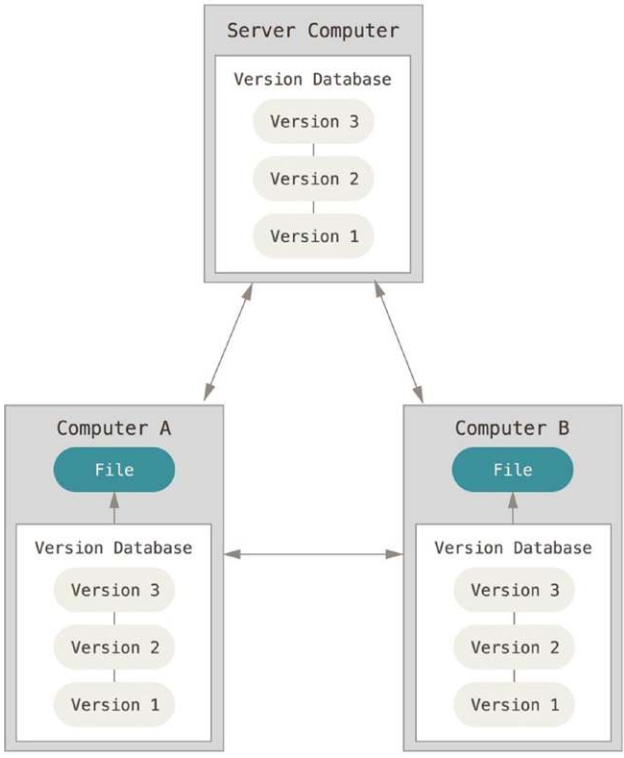 Server Computer
Version Database
Version 3
Version 2
Version 1
Computer A
File
Version Database
Version 3
Version 2
Version 1
Computer B
File
Version Database
Version 3
Version 2
Version 1